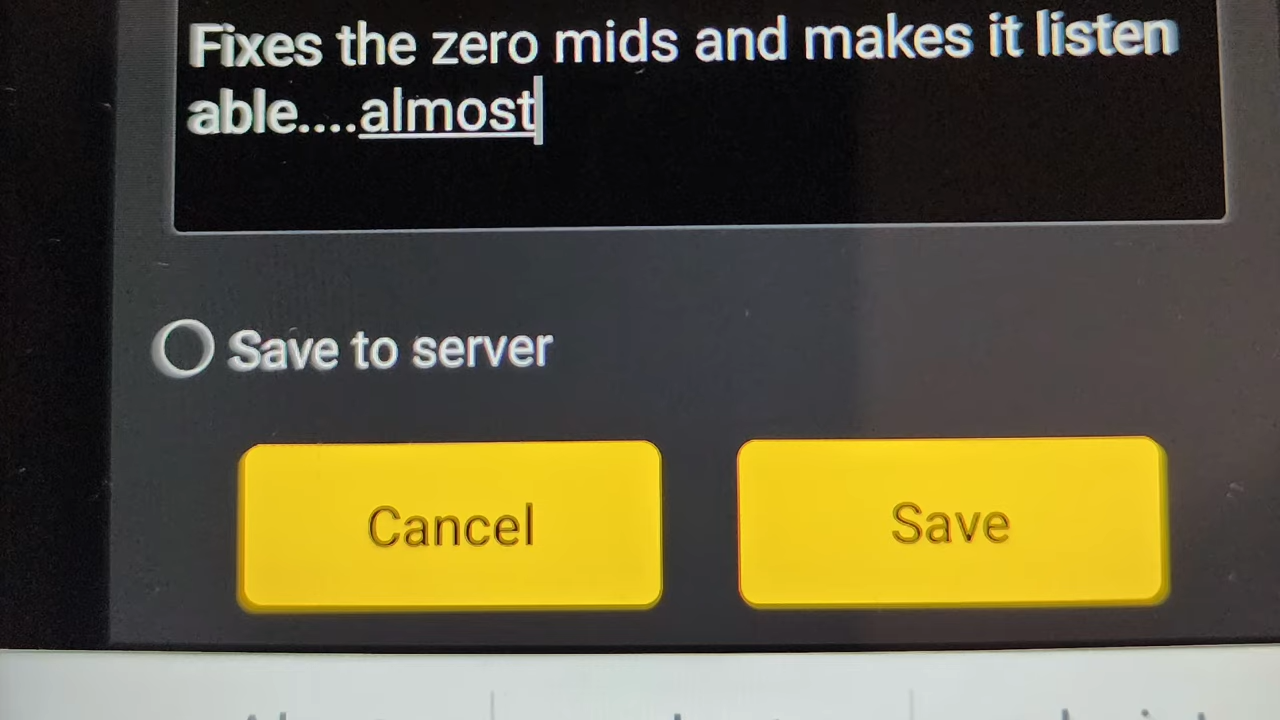 Fixes the zero mids and makes it listen
able....almost
Save to server
Cancel
Save